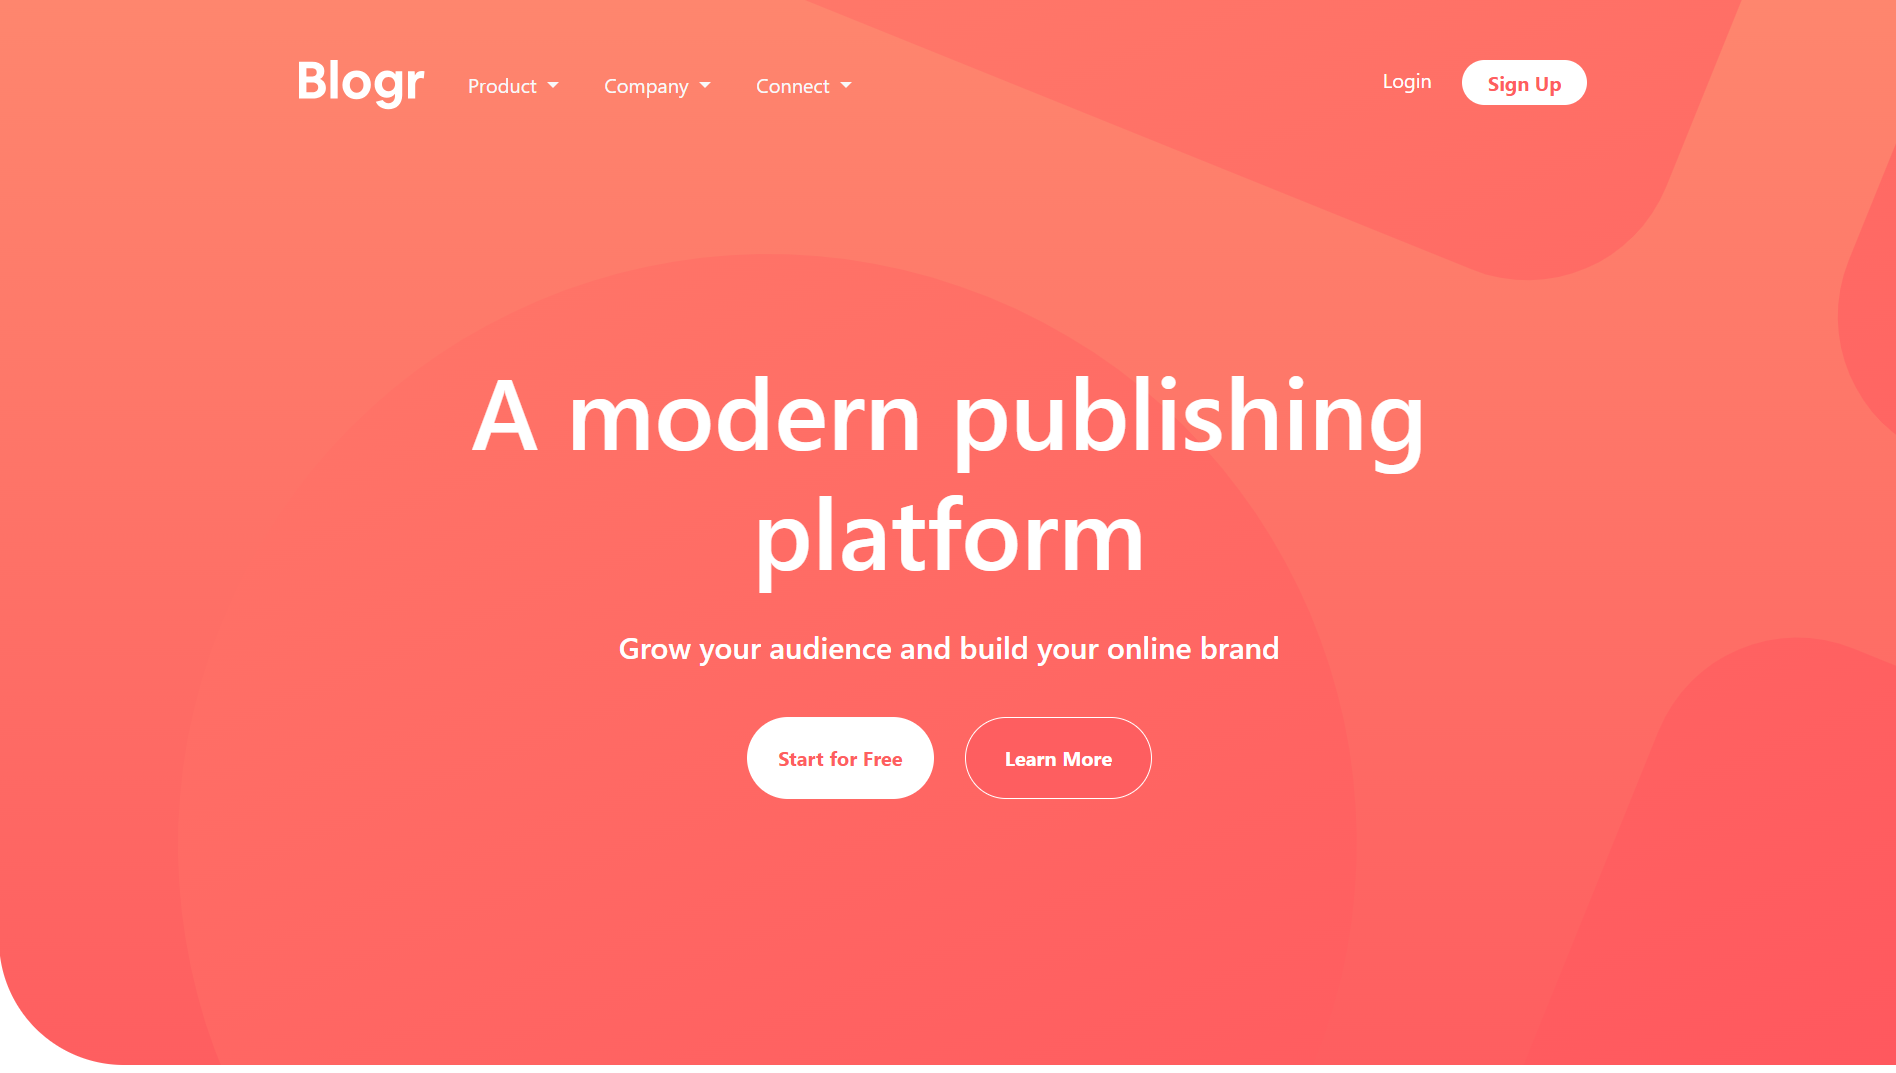 Blogr Product Company Connect Login Sign Up
A modern publishing
platform
Grow your audience and build your online brand
Start for Free Learn More